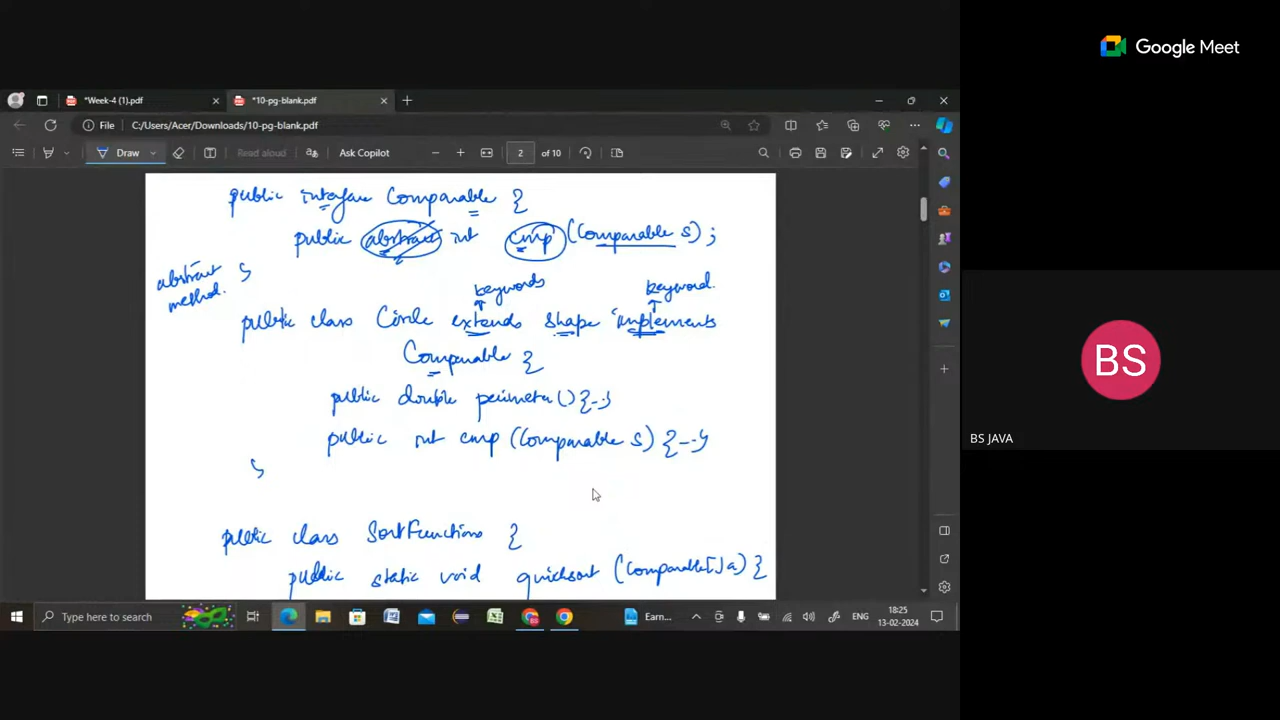 Google Meet
*Week-4 (1).pdf
*10-pg-blank.pdf
File
C:/Users/Acer/Downloads/10-pg-blank.pdf
Draw
Read aloud
Ask Copilot
2 of 10
public interface Comparable {
public abstract int cmp (Comparable s) ;
}
abstract method.
keywords
keyword.
public class Circle extends shape implements
Comparable {
public double perimeter() {-.}
public int cmp (Comparable s) {-.}
}
public class SortFunctions {
public static void quicksort (Comparable[] a) {
BS
BS JAVA
Type here to search
Earn...
ENG
18:25
13-02-2024